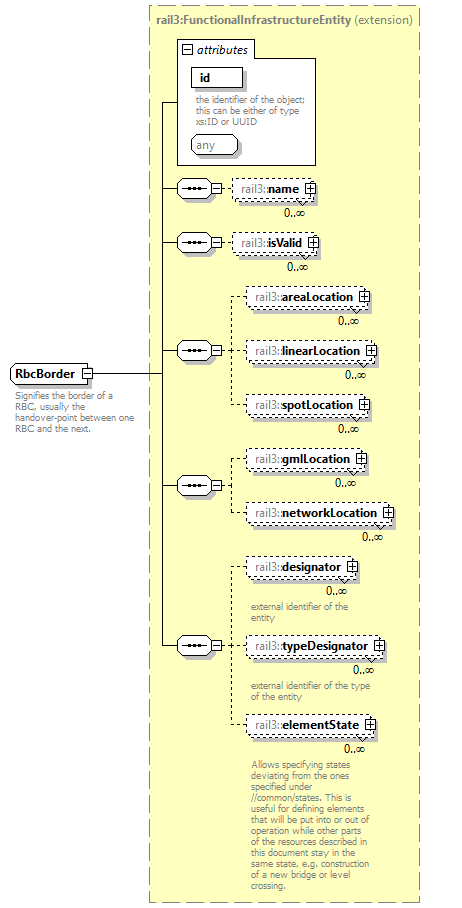 rail3:FunctionalInfrastructureEntity (extension)
attributes
id
the identifier of the object;
this can be either of type
xs:ID or UUID
any
rail3:name
0..∞
rail3:isValid
0..∞
rail3:areaLocation
0..∞
rail3:linearLocation
0..∞
rail3:spotLocation
0..∞
RbcBorder
Signifies the border of a
RBC, usually the
handover-point between one
RBC and the next.
rail3:gmlLocation
0..∞
rail3:networkLocation
0..∞
rail3:designator
0..∞
external identifier of the
entity
rail3:typeDesignator
0..∞
external identifier of the type
of the entity
rail3:elementState
0..∞
Allows specifying states
deviating from the ones
specified under
//common/states. This is
useful for defining elements
that will be put into or out of
operation while other parts
of the resources described in
this document stay in the
same state, e.g. construction
of a new bridge or level
crossing.